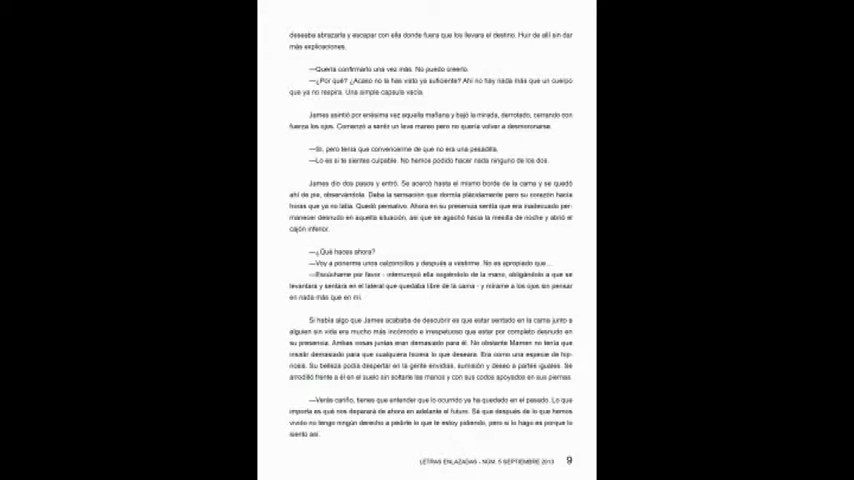 deseaba abrazarla y escapar con ella donde fuera que los llevara el destino. Huir de allí sin dar
más explicaciones.
—Quería confirmarlo una vez más. No puedo creerlo.
—¿Por qué? ¿Acaso no la has visto ya suficiente? Ahí no hay nada más que un cuerpo
que ya no respira. Una simple capsula vacía.
James asintió por enésima vez aquella mañana y bajó la mirada, derrotado, cerrando con
fuerza los ojos. Comenzó a sentir un leve mareo pero no quería volver a desmoronarse.
—Sí, pero tenía que convencerme de que no era una pesadilla.
—Lo es si te sientes culpable. No hemos podido hacer nada ninguno de los dos.
James dio dos pasos y entró. Se acercó hasta el mismo borde de la cama y se quedó
ahí de pie, observándola. Daba la sensación que dormía plácidamente pero su corazón hacía
horas que ya no latía. Quedó pensativo. Ahora en su presencia sentía que era inadecuado per-
manecer desnudo en aquella situación, así que se agachó hacia la mesilla de noche y abrió el
cajón inferior.
—¿Qué haces ahora?
—Voy a ponerme unos calzoncillos y después a vestirme. No es apropiado que...
—Escúchame por favor - interrumpió ella cogiéndolo de la mano, obligándolo a que se
levantara y sentara en el lateral que quedaba libre de la cama - y mírame a los ojos sin pensar
en nada más que en mí.
Si había algo que James acababa de descubrir es que estar sentado en la cama junto a
alguien sin vida era mucho más incómodo e irrespetuoso que estar por completo desnudo en
su presencia. Ambas cosas juntas eran demasiado para él. No obstante Mamen no tenía que
insistir demasiado para que cualquiera hiciera lo que deseara. Era como una especie de hip-
nosis. Su belleza podía despertar en la gente envidias, sumisión y deseo a partes iguales. Se
arrodilló frente a él en el suelo sin soltarle las manos y con sus codos apoyados en sus piernas.
—Verás cariño, tienes que entender que lo ocurrido ya ha quedado en el pasado. Lo que
importa es qué nos deparará de ahora en adelante el futuro. Sé que después de lo que hemos
vivido no tengo ningún derecho a pedirte lo que te estoy pidiendo, pero si lo hago es porque lo
siento así.
LETRAS ENLAZADAS - NÚM. 5 SEPTIEMBRE 2013 9